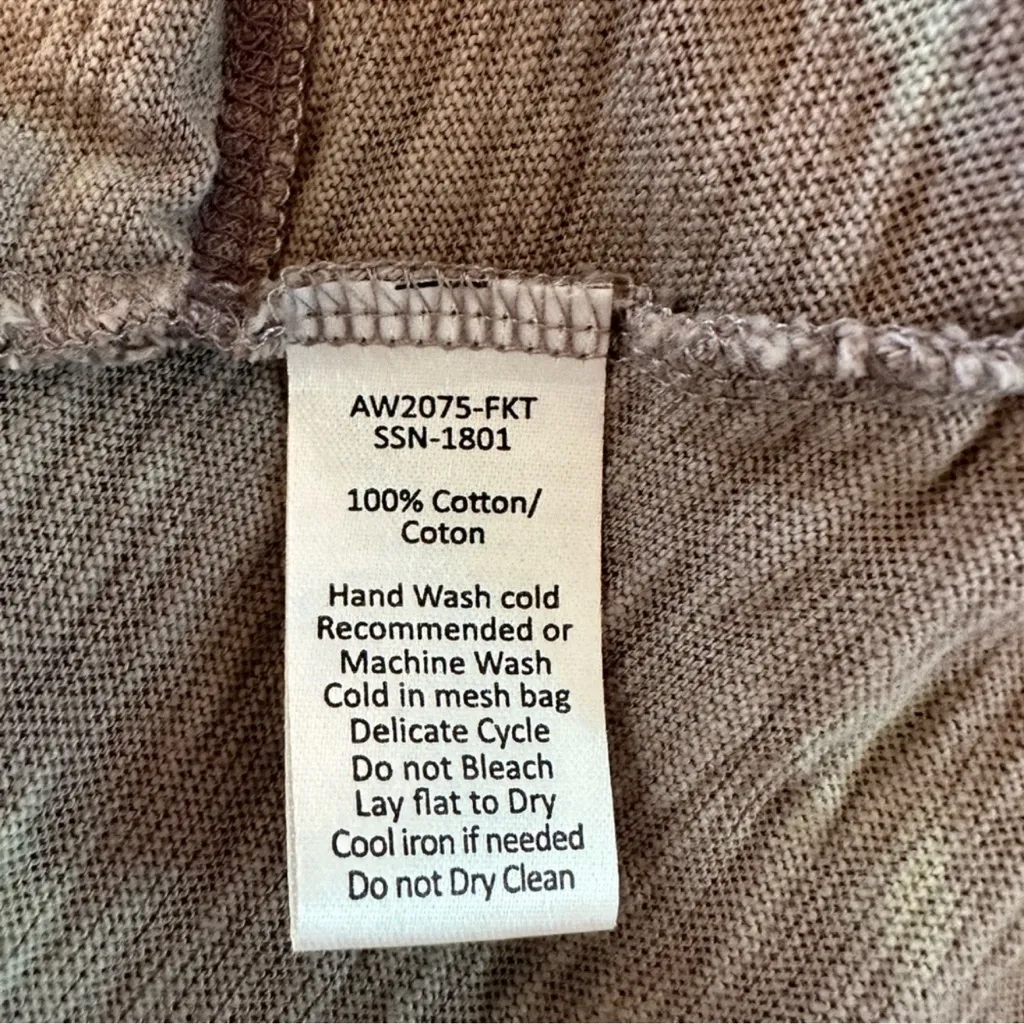 AW2075-FKT
SSN-1801
100% Cotton/
Coton
Hand Wash cold
Recommended or
Machine Wash
Cold in mesh bag
Delicate Cycle
Do not Bleach
Lay flat to Dry
Cool iron if needed
Do not Dry Clean